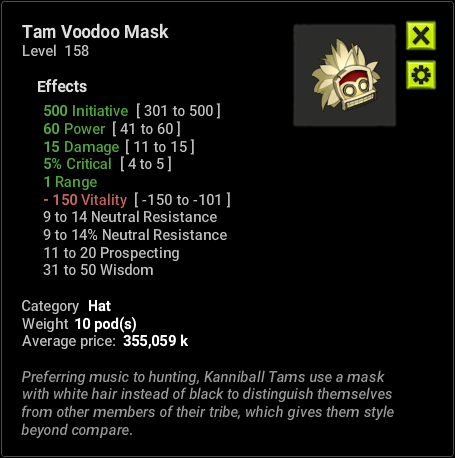 Tam Voodoo Mask
Level 158
Effects
500 Initiative [ 301 to 500 ]
60 Power [ 41 to 60 ]
15 Damage [ 11 to 15 ]
5% Critical [ 4 to 5 ]
1 Range
- 150 Vitality [ -150 to -101 ]
9 to 14 Neutral Resistance
9 to 14% Neutral Resistance
11 to 20 Prospecting
31 to 50 Wisdom
Category Hat
Weight 10 pod(s)
Average price: 355,059 k
Preferring music to hunting, Kanniball Tams use a mask
with white hair instead of black to distinguish themselves
from other members of their tribe, which gives them style
beyond compare.